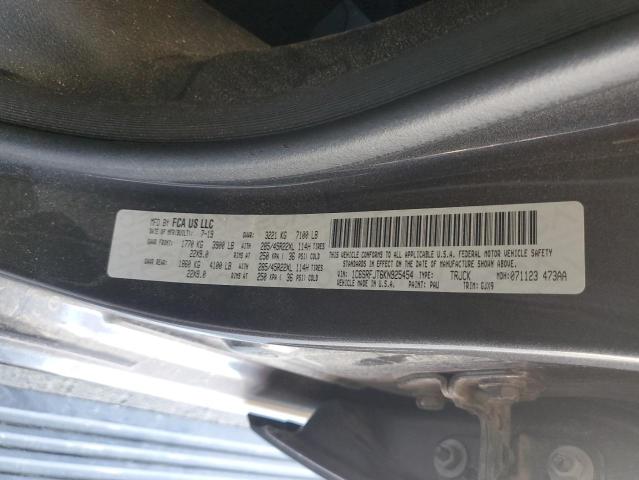 MFD BY FCA US LLC
DATE OF MFR/BUILT/: 7-19 GVWR: 3221 KG 7100 LB
GAWR FRONT: 1770 KG 3900 LB WITH 285/45R22XL 114H TIRES
22X9.0 RIMS AT 250 KPA ( 36 PSI) COLD
GAWR REAR: 1860 KG 4100 LB WITH 285/45R22XL 114H TIRES
22X9.0 RIMS AT 250 KPA ( 36 PSI) COLD
THIS VEHICLE CONFORMS TO ALL APPLICABLE U.S.A. FEDERAL MOTOR VEHICLE SAFETY
STANDARDS IN EFFECT ON THE DATE OF MANUFACTURE SHOWN ABOVE.
VIN: 1C6SRFJT6KN925454 TYPE: TRUCK MDH: 071123 473AA
VEHICLE MADE IN U.S.A. PAINT: PAU TRIM: GJX9